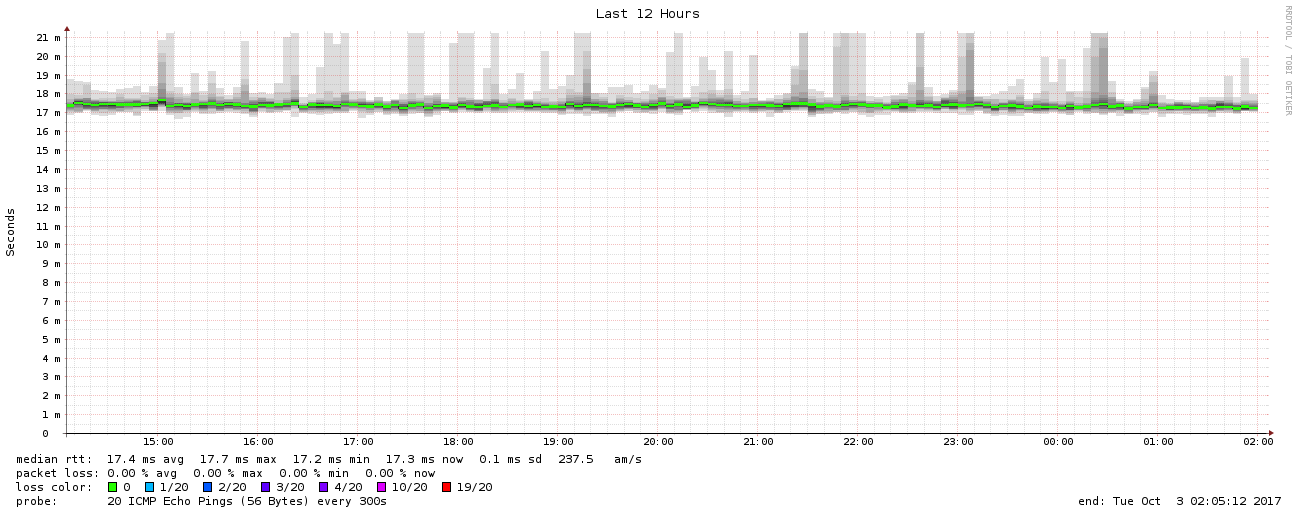 Last 12 Hours
RRDTOOL / TOBI OETIKER
Seconds
21 m
20 m
19 m
18 m
17 m
16 m
15 m
14 m
13 m
12 m
11 m
10 m
9 m
8 m
7 m
6 m
5 m
4 m
3 m
2 m
1 m
0
15:00 16:00 17:00 18:00 19:00 20:00 21:00 22:00 23:00 00:00 01:00 02:00
median rtt: 17.4 ms avg 17.7 ms max 17.2 ms min 17.3 ms now 0.1 ms sd 237.5 am/s
packet loss: 0.00 % avg 0.00 % max 0.00 % min 0.00 % now
loss color: 0 1/20 2/20 3/20 4/20 10/20 19/20
probe: 20 ICMP Echo Pings (56 Bytes) every 300s end: Tue Oct 3 02:05:12 2017